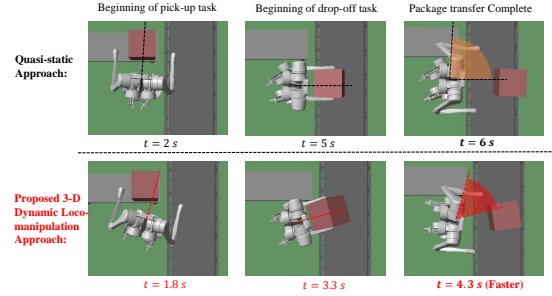 Beginning of pick-up task
Beginning of drop-off task
Package transfer Complete
Quasi-static
Approach:
t = 2 s
t = 5 s
t = 6 s
Proposed 3-D
Dynamic Loco-
manipulation
Approach:
t = 1.8 s
t = 3.3 s
t = 4.3 s (Faster)